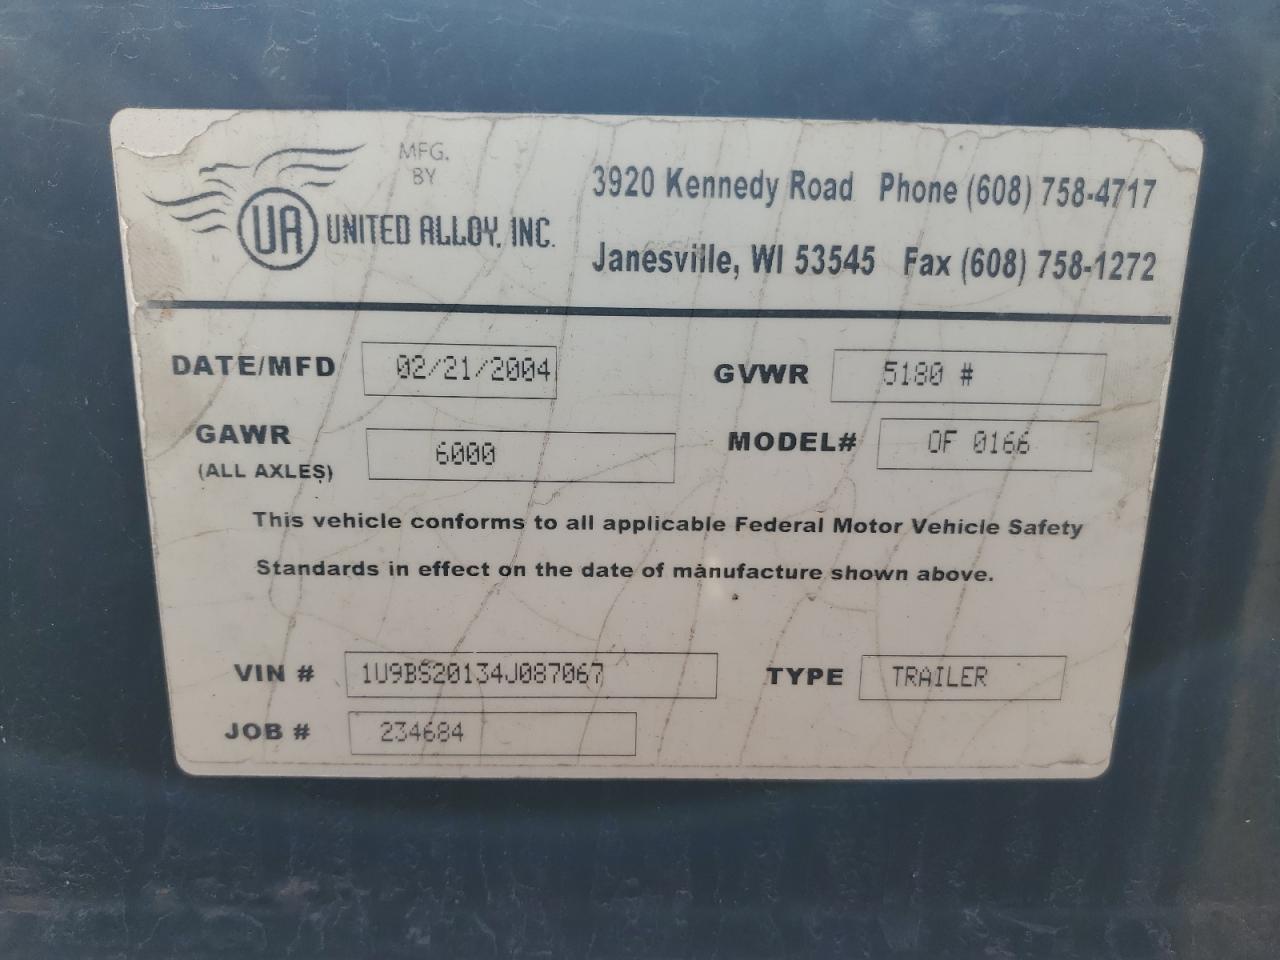 MFG.
BY
UA UNITED ALLOY, INC.
3920 Kennedy Road Phone (608) 758-4717
Janesville, WI 53545 Fax (608) 758-1272
DATE/MFD 02/21/2004 GVWR 5180 #
GAWR 6000 MODEL# OF 0166
(ALL AXLES)
This vehicle conforms to all applicable Federal Motor Vehicle Safety
Standards in effect on the date of manufacture shown above.
VIN # 1U9BS20134J087067 TYPE TRAILER
JOB # 234684